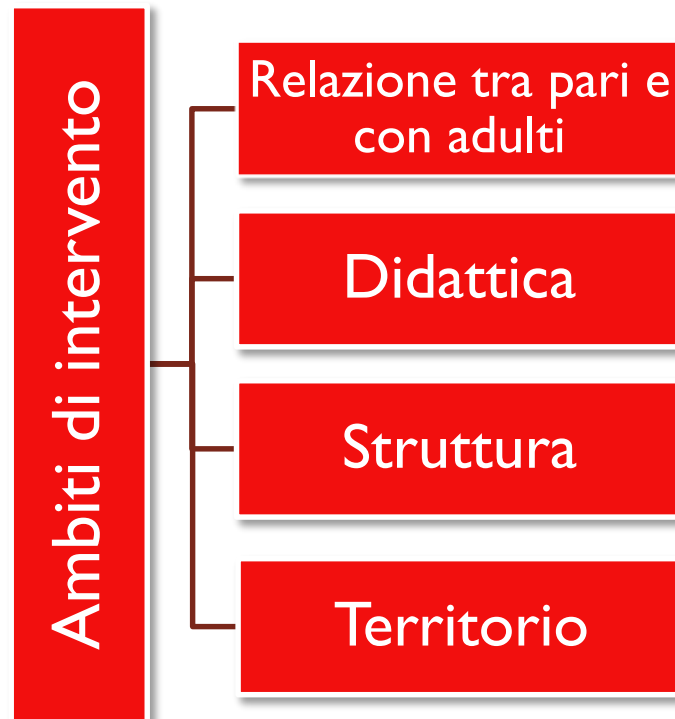 Ambiti di intervento
Relazione tra pari e
con adulti
Didattica
Struttura
Territorio